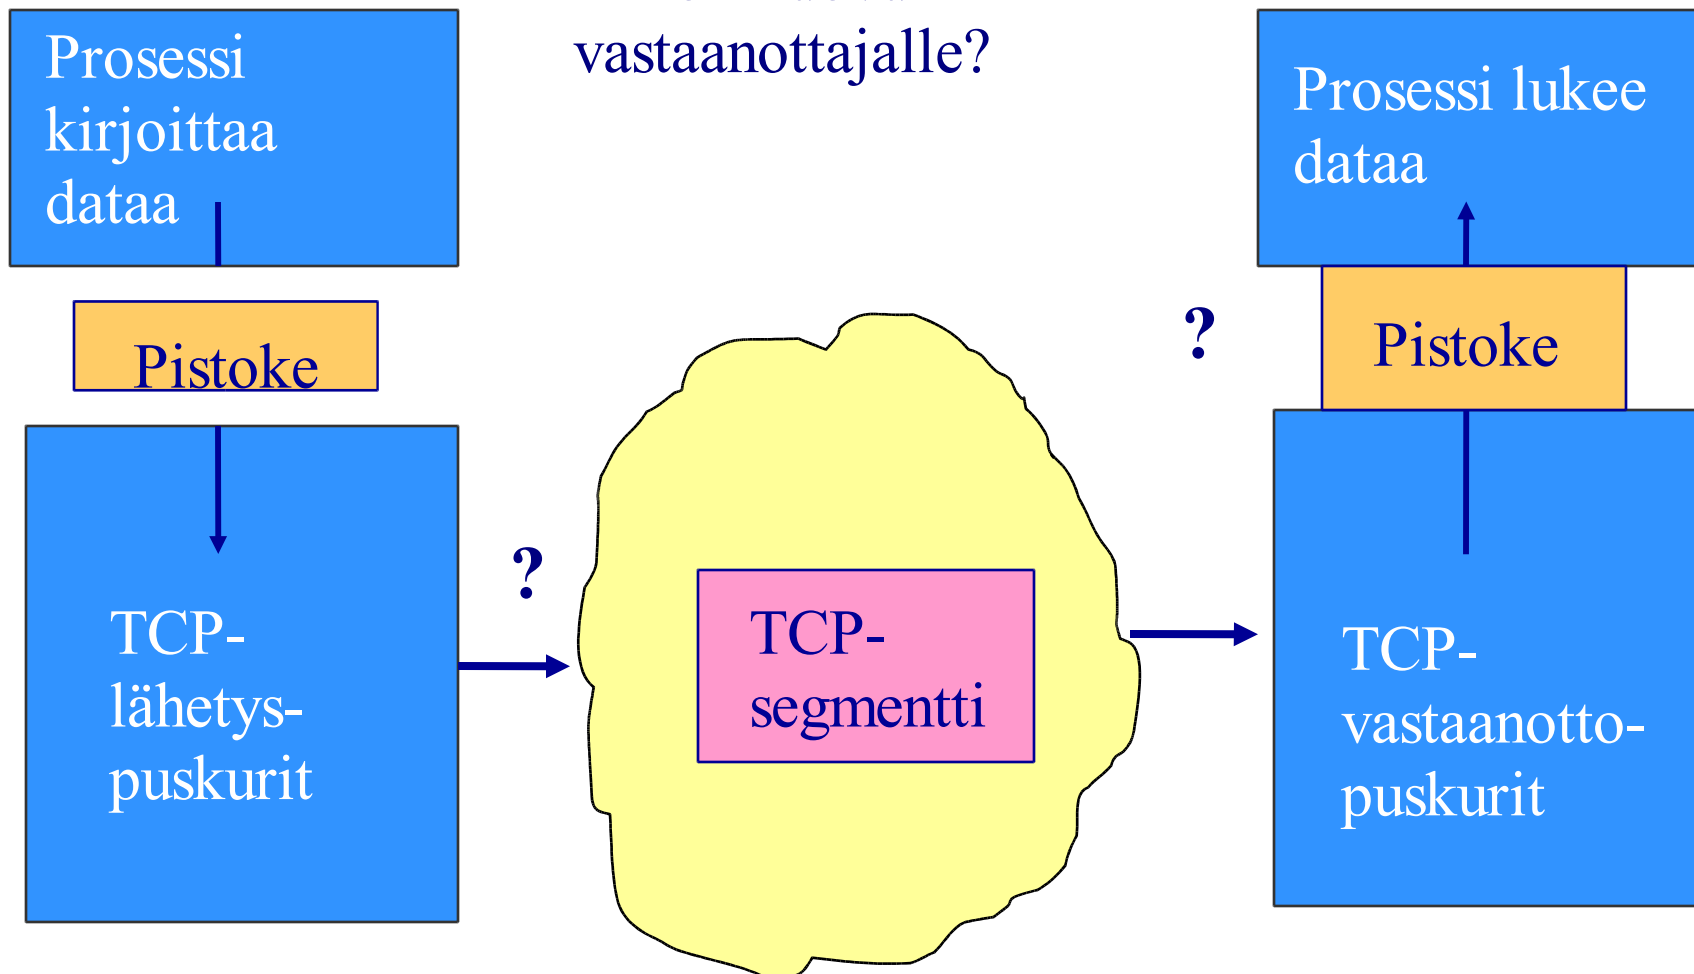 vastaanottajalle?
Prosessi
kirjoittaa
dataa
Prosessi lukee
dataa
Pistoke
?
Pistoke
?
TCP-
lähetys-
puskurit
TCP-
segmentti
TCP-
vastaanotto-
puskurit